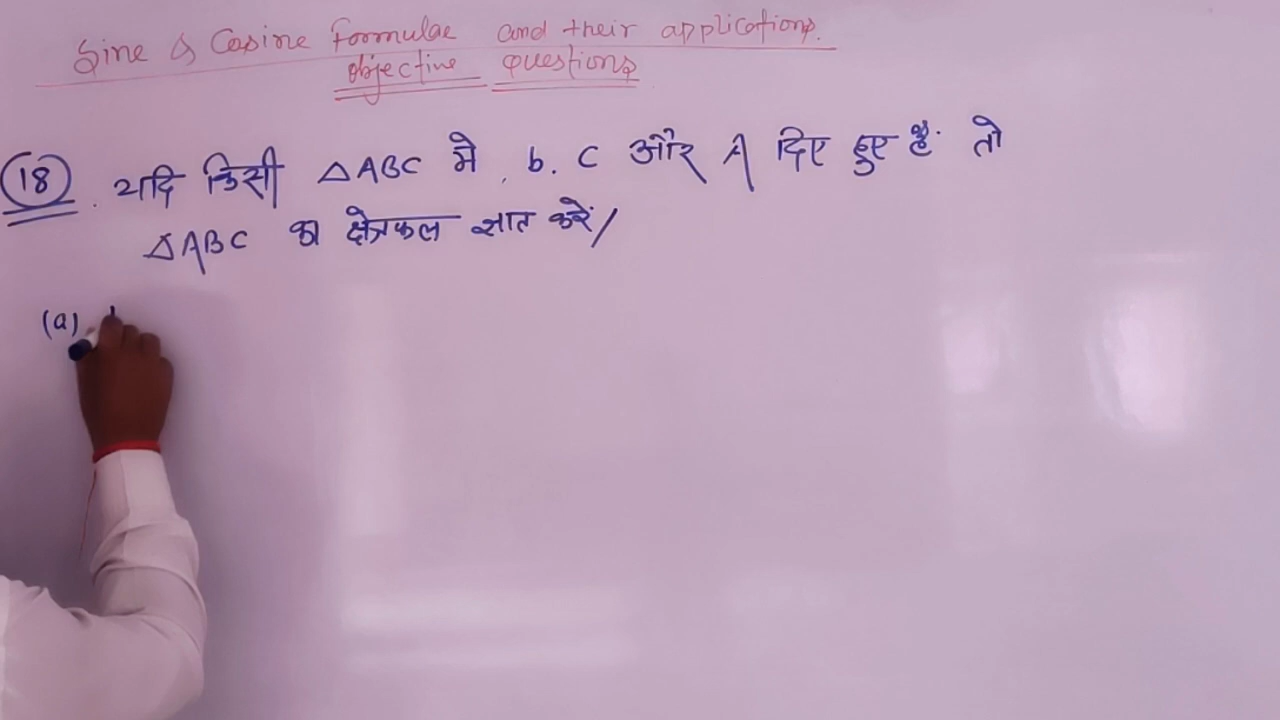 Sine & Cosine formulae and their applications.
objective questions
18. यदि किसी △ABC मे, b. c और A दिए हुए हैं तो
△ABC का क्षेत्रफल ज्ञात करें/
(a)